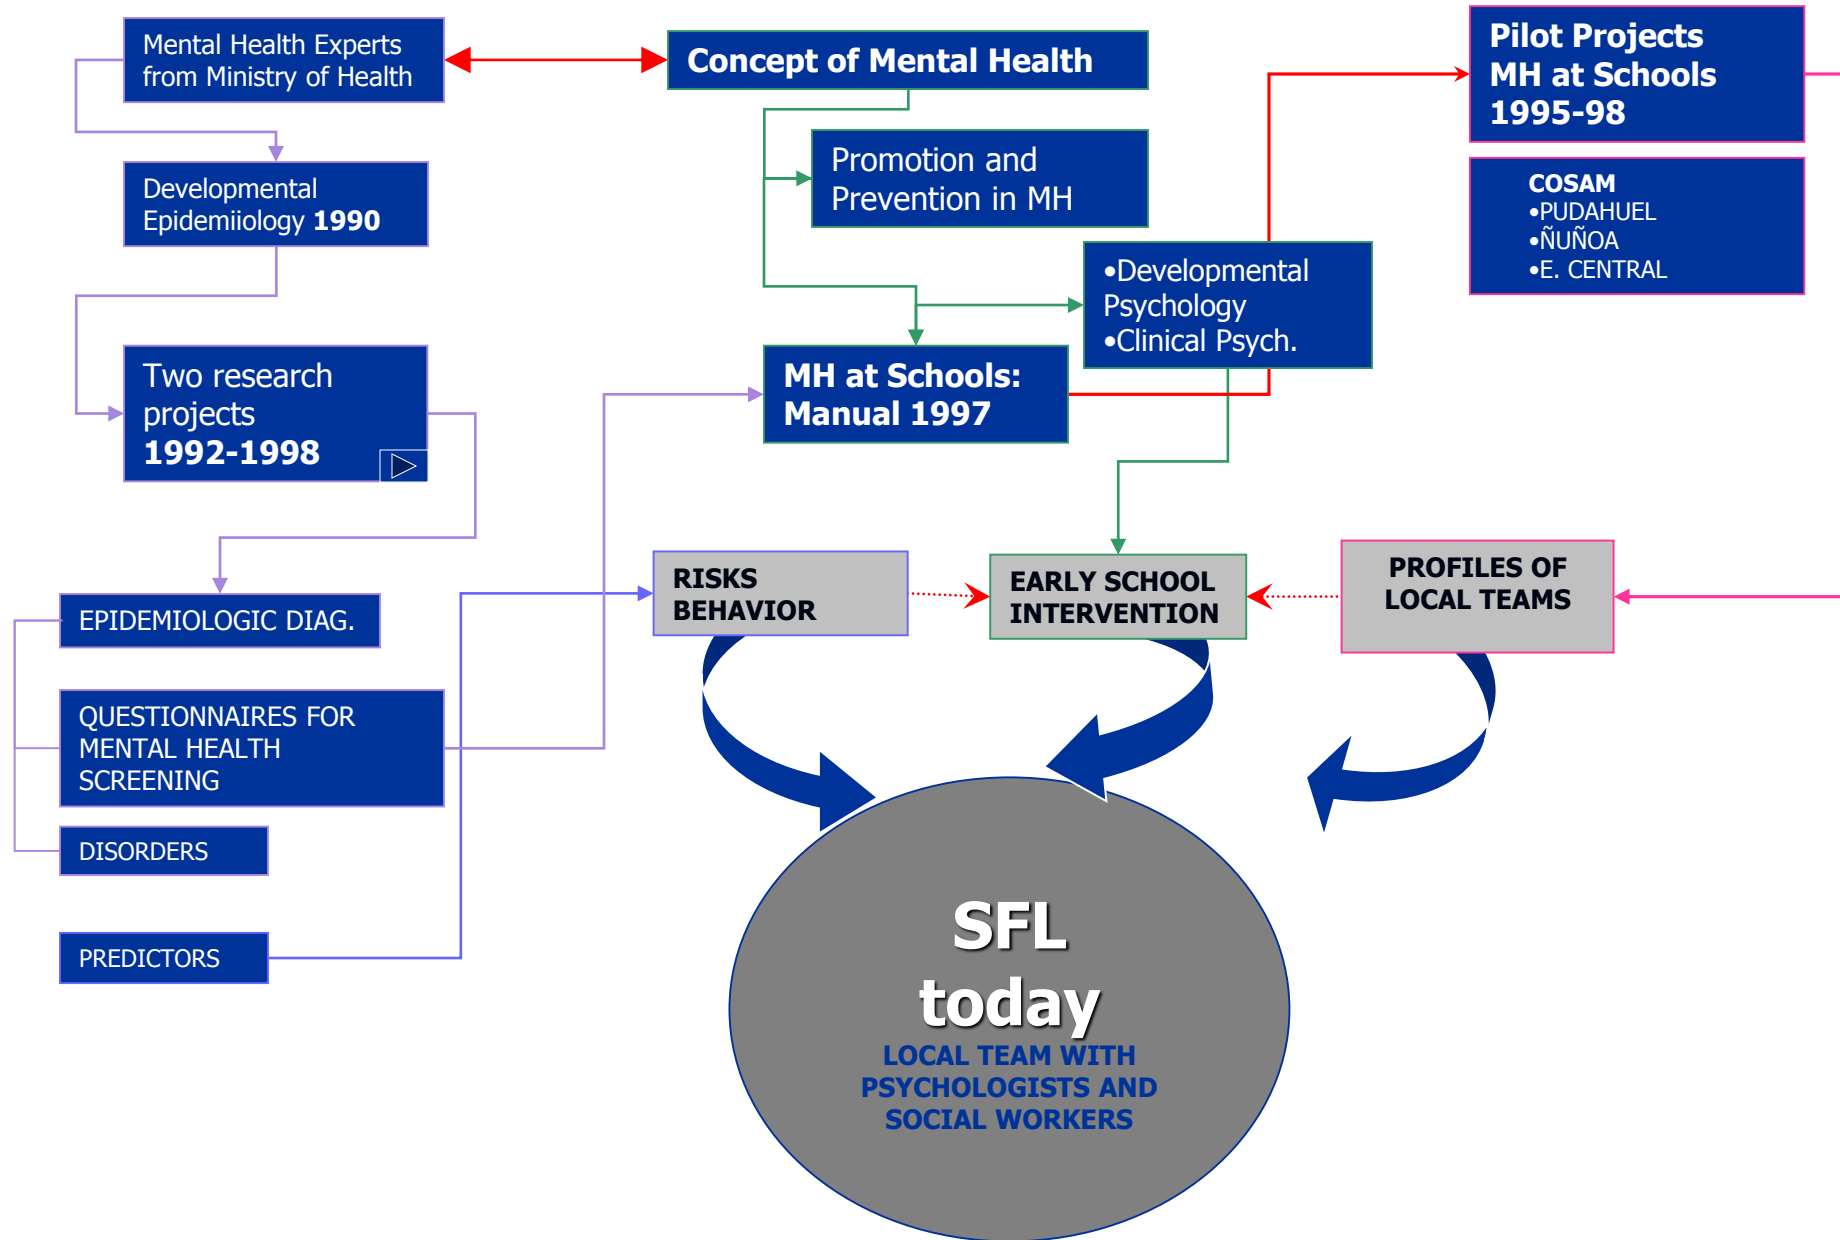 Mental Health Experts
from Ministry of Health
Concept of Mental Health
Pilot Projects
MH at Schools
1995-98
Promotion and
Prevention in MH
Developmental
Epidemiiology 1990
COSAM
•PUDAHUEL
•ÑUÑOA
•E. CENTRAL
•Developmental
Psychology
•Clinical Psych.
Two research
projects
1992-1998
MH at Schools:
Manual 1997
RISKS
BEHAVIOR
EARLY SCHOOL
INTERVENTION
PROFILES OF
LOCAL TEAMS
EPIDEMIOLOGIC DIAG.
QUESTIONNAIRES FOR
MENTAL HEALTH
SCREENING
DISORDERS
PREDICTORS
SFL
today
LOCAL TEAM WITH
PSYCHOLOGISTS AND
SOCIAL WORKERS